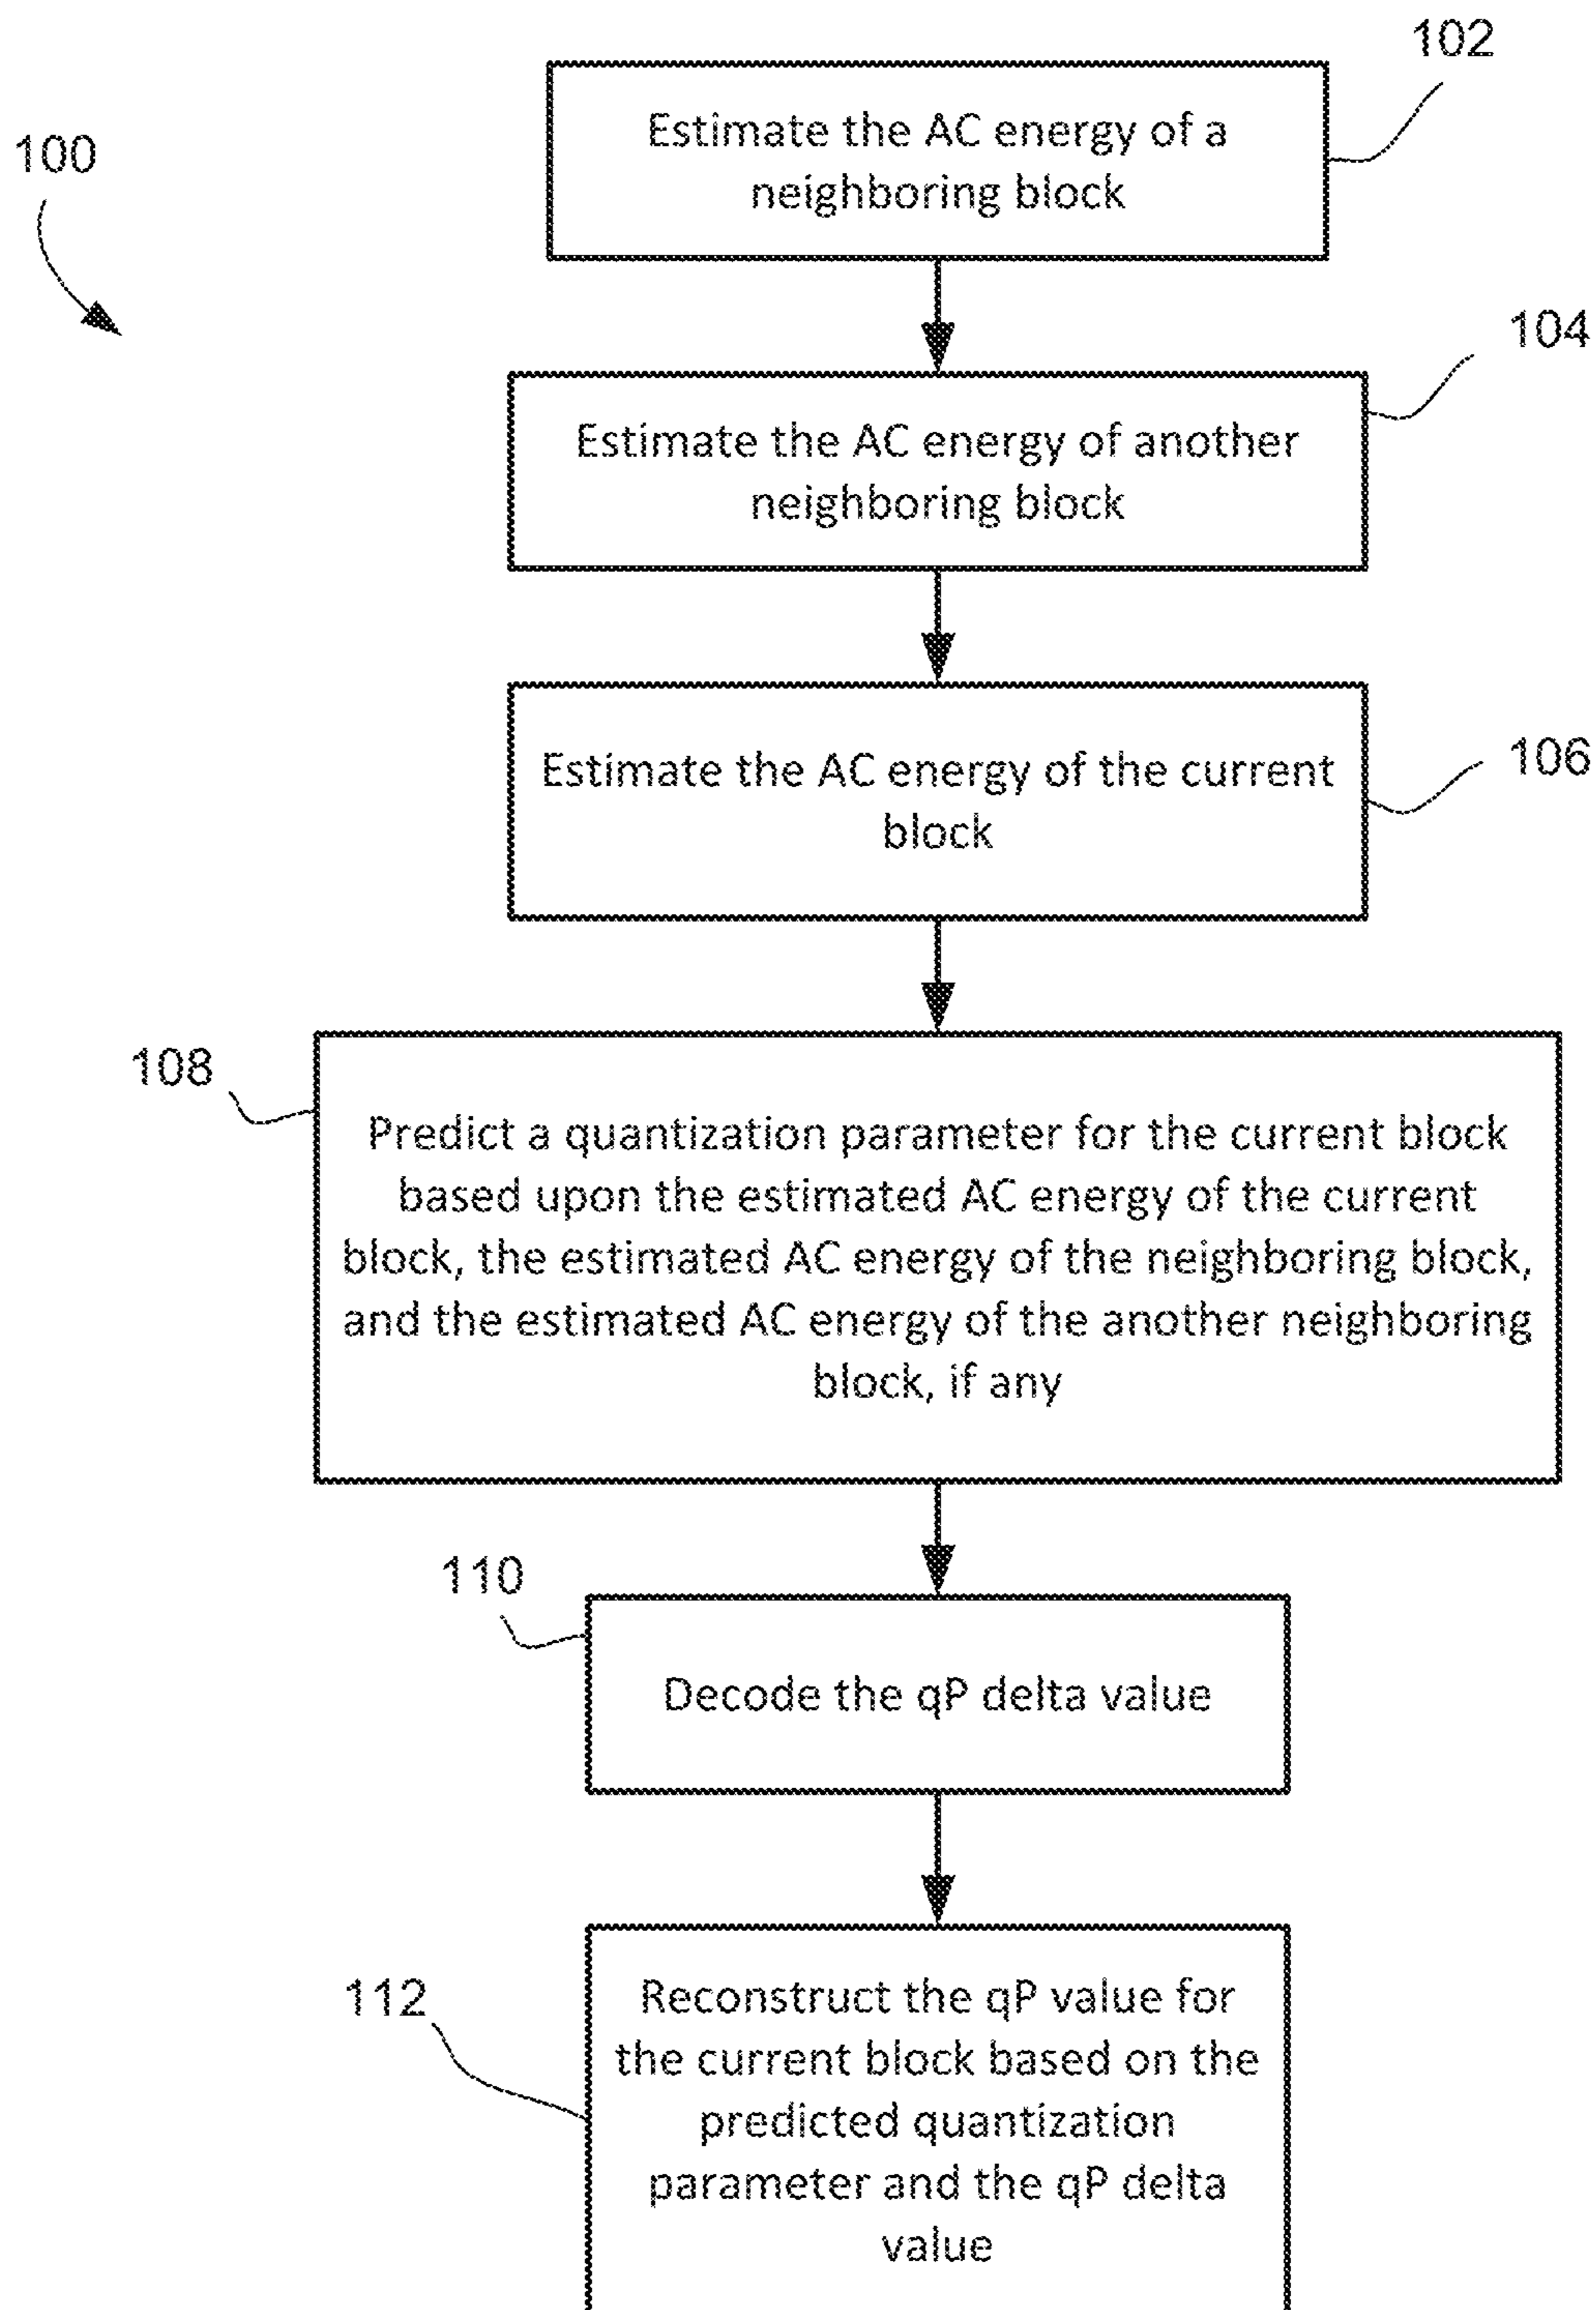 102
Estimate the AC energy of a
neighboring block
100
104
Estimate the AC energy of another
neighboring block
106
Estimate the AC energy of the current
block
108
Predict a quantization parameter for the current block
based upon the estimated AC energy of the current
block, the estimated AC energy of the neighboring block,
and the estimated AC energy of the another neighboring
block, if any
110
Decode the qP delta value
112
Reconstruct the qP value for
the current block based on the
predicted quantization
parameter and the qP delta
value